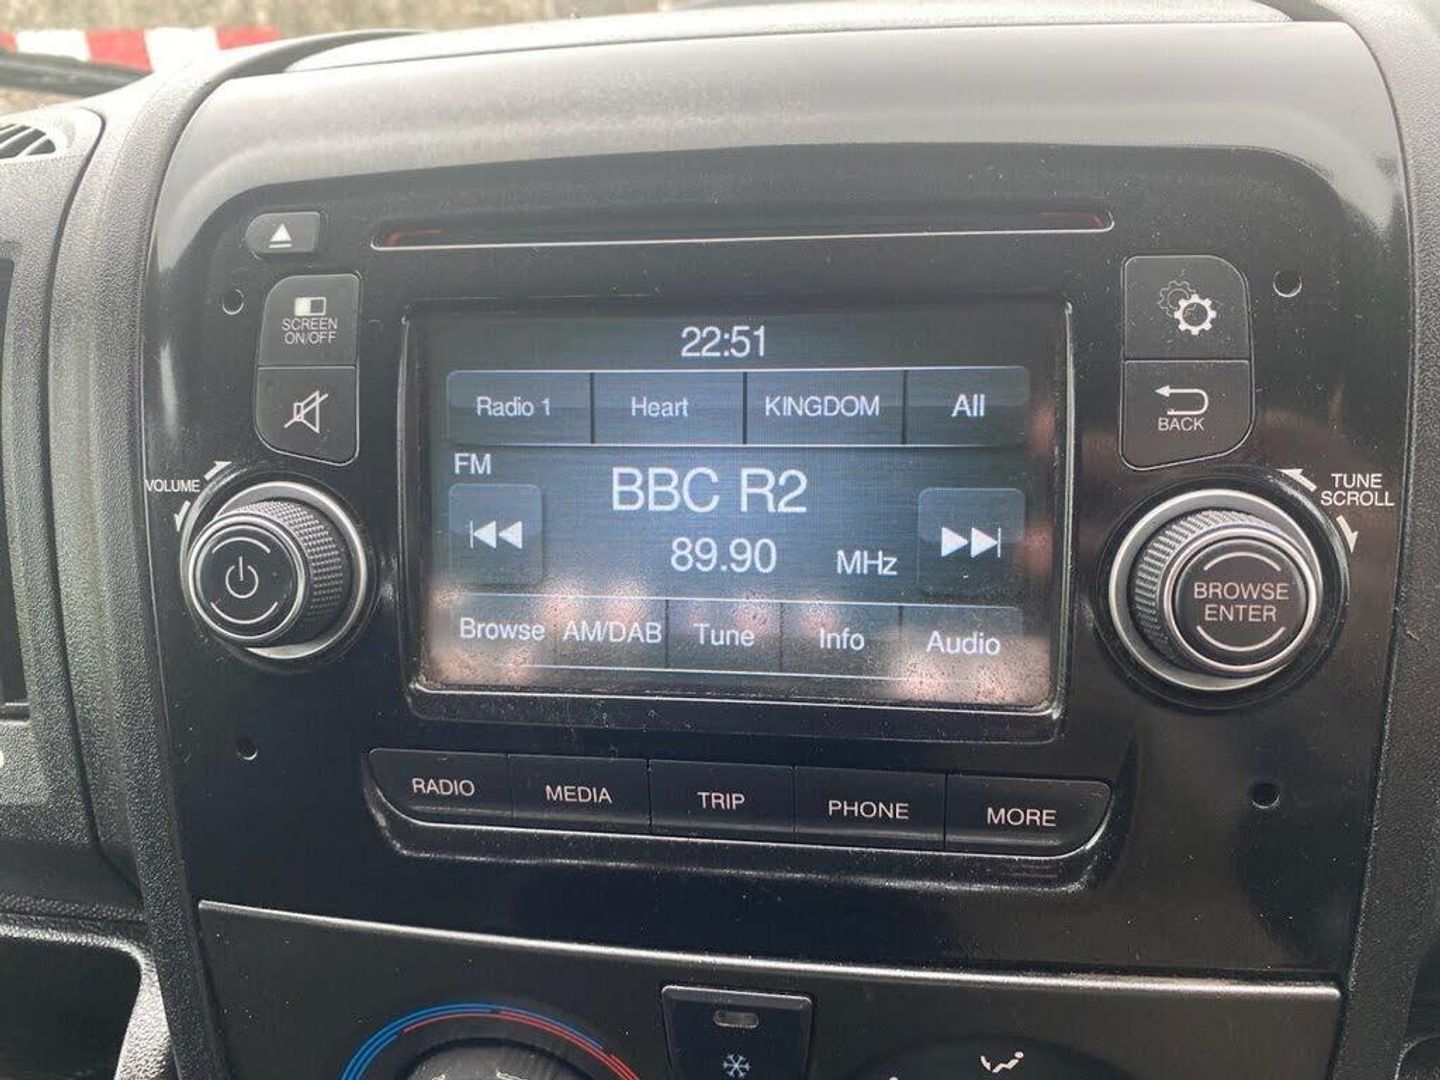 22:51
SCREEN
ON/OFF
Radio 1 Heart KINGDOM All
BACK
FM
BBC R2
VOLUME
TUNE
SCROLL
89.90 MHz
BROWSE
ENTER
Browse AM/DAB Tune Info Audio
RADIO MEDIA TRIP PHONE MORE